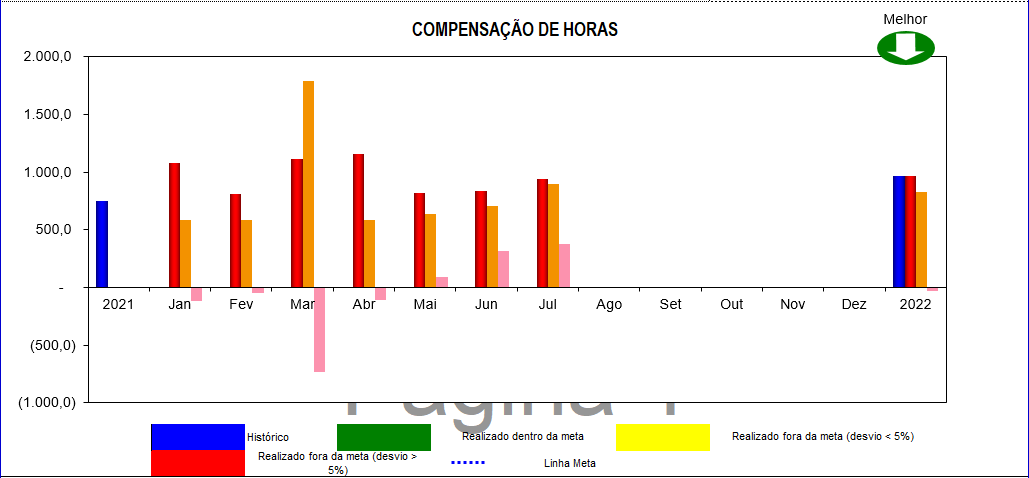 Melhor
COMPENSAÇÃO DE HORAS
2.000,0
1.500,0
1.000,0
500,0
-
2021 Jan Fev Mar Abr Mai Jun Jul Ago Set Out Nov Dez 2022
(500,0)
(1.000,0)
Página 1
Histórico Realizado dentro da meta Realizado fora da meta (desvio < 5%)
Realizado fora da meta (desvio >
5%)
Linha Meta